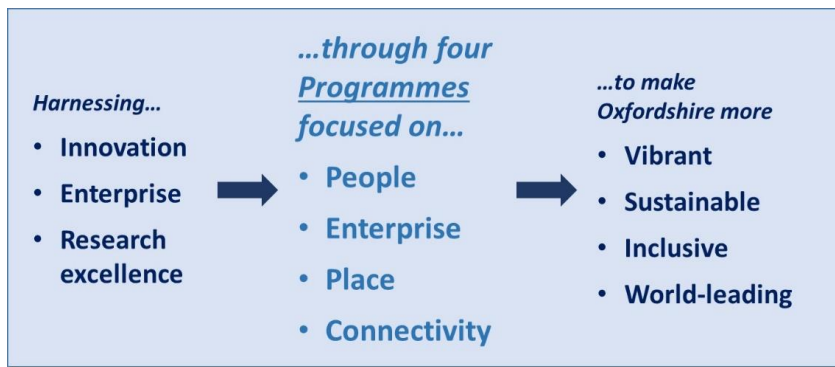 Harnessing...
• Innovation
• Enterprise
• Research
excellence
...through four
Programmes
focused on...
• People
• Enterprise
• Place
• Connectivity
...to make
Oxfordshire more
• Vibrant
• Sustainable
• Inclusive
• World-leading